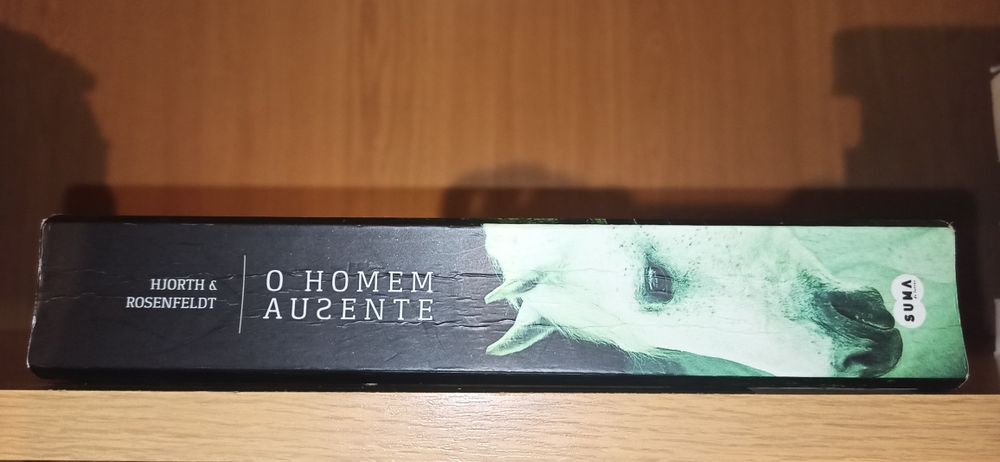 HJORTH &
ROSENFELDT
O HOMEM
AUSENTE
SUMA